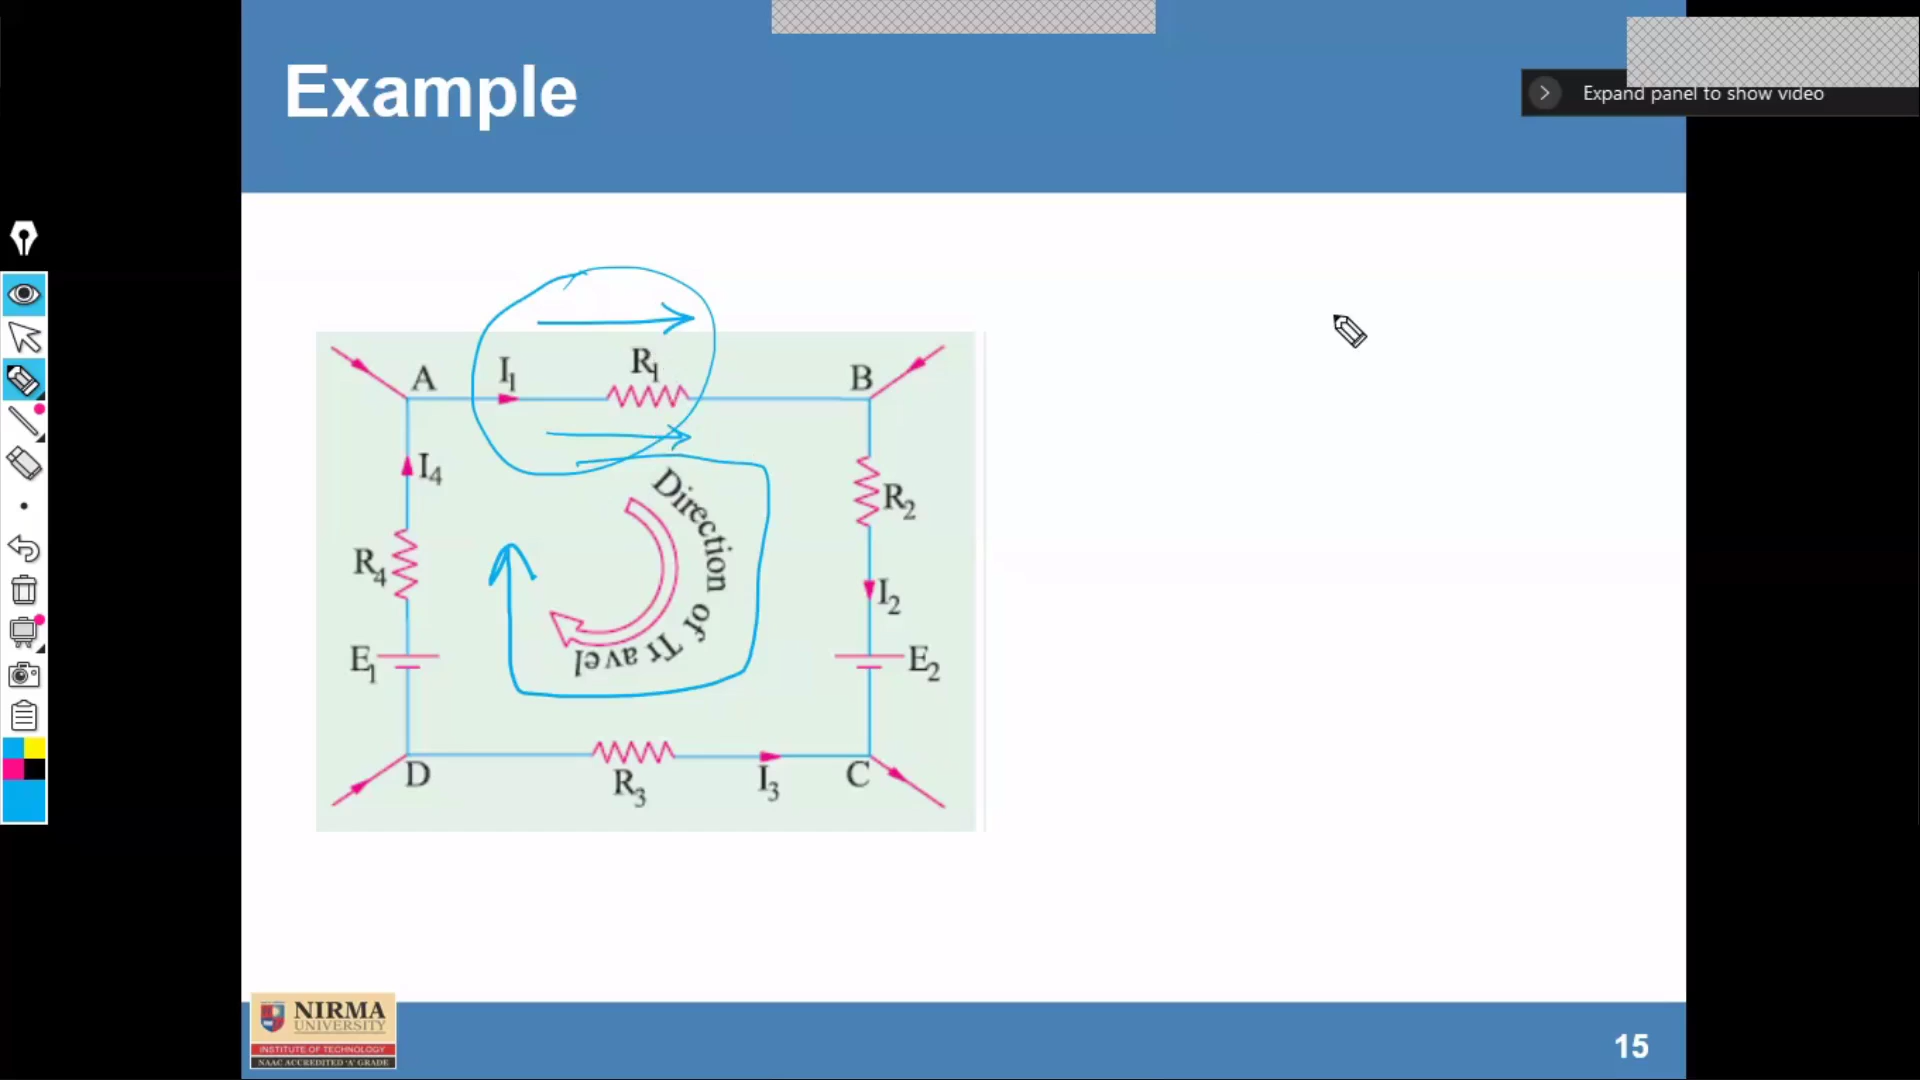 Example
Expand panel to show video
A
I1
R1
B
I4
Direction of Travel
R2
R4
I2
E1
E2
D
R3
I3
C
NIRMA
UNIVERSITY
INSTITUTE OF TECHNOLOGY
NAAC ACCREDITED 'A' GRADE
15